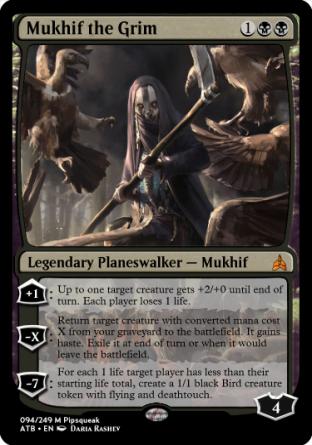 Mukhif the Grim 1
Legendary Planeswalker — Mukhif
+1 Up to one target creature gets +2/+0 until end
of turn. Each player loses 1 life.
-X Return target creature with converted mana cost
X from your graveyard to the battlefield. It gains
haste. Exile it at end of turn or when it would
leave the battlefield.
-7 For each 1 life target player has less than their
starting life total, create a 1/1 black Bird creature
token with flying and deathtouch.
4
094/249 M Pipsqueak
ATB • EN Daria Rashev